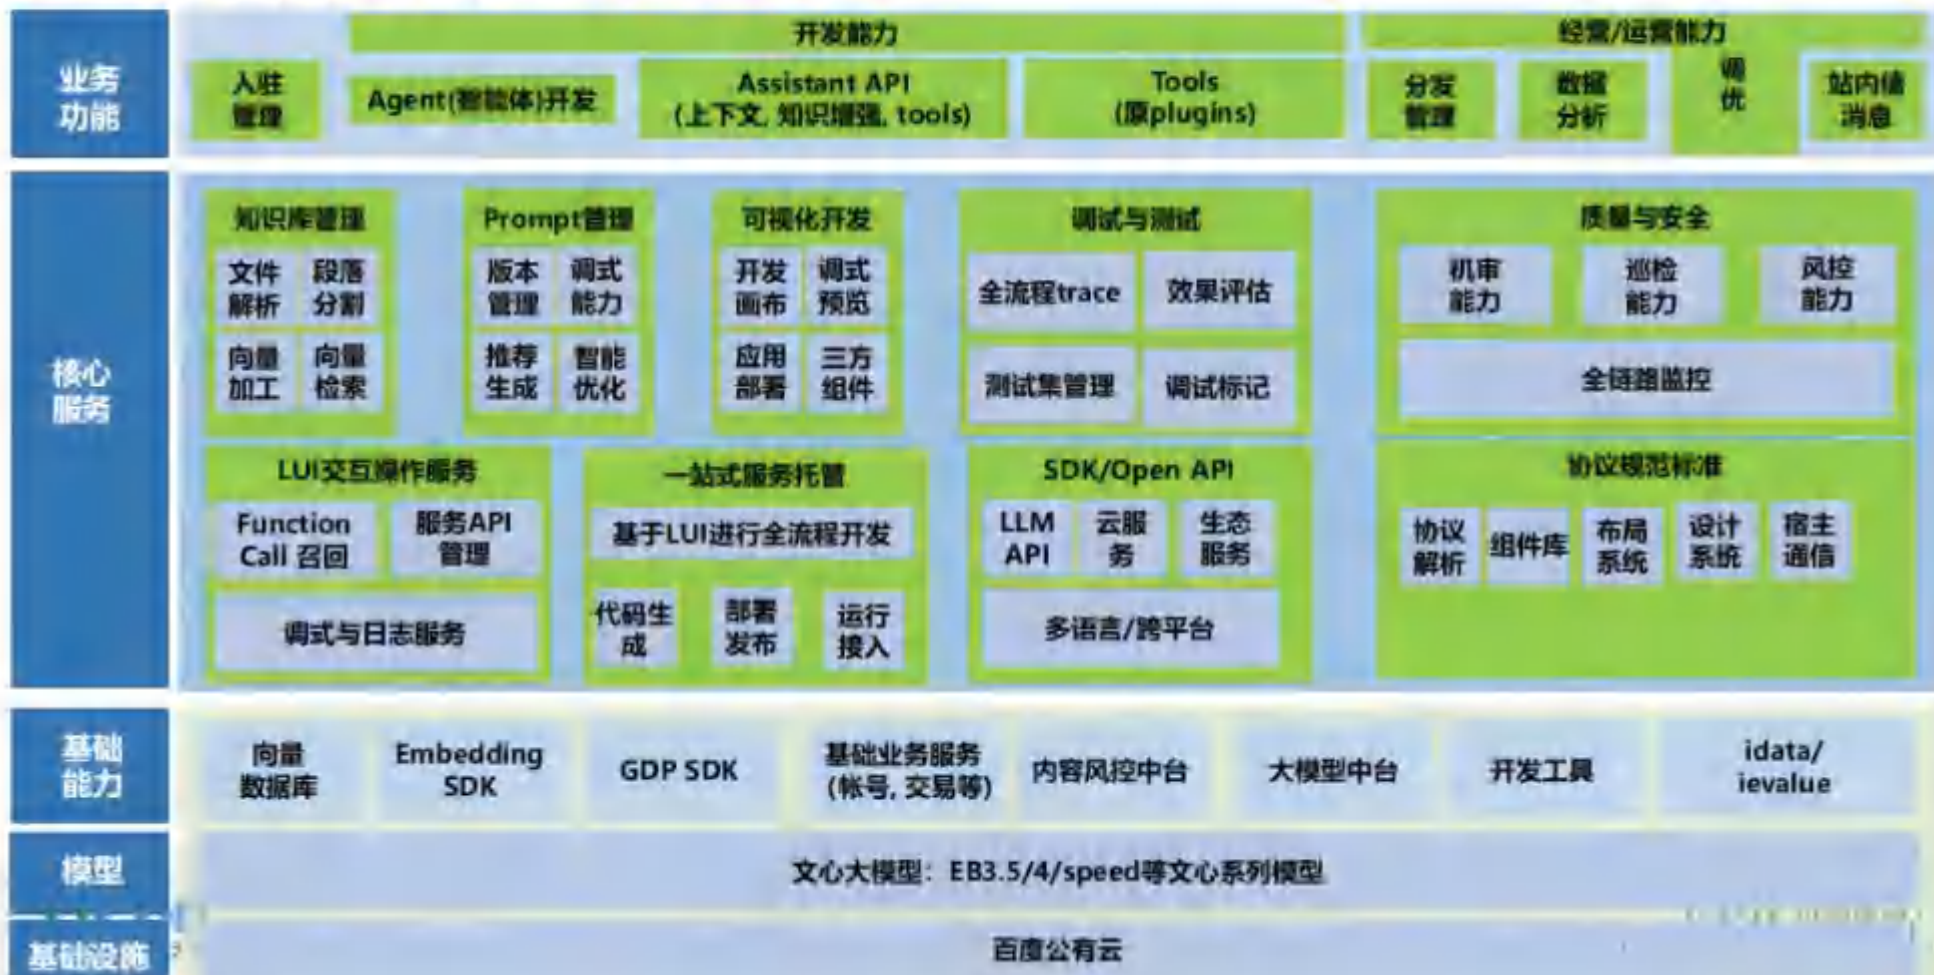 业务
功能
开发能力
经营/运营能力
入驻
管理
Agent(智能体)开发
Assistant API
(上下文, 知识增强, tools)
Tools
(原plugins)
分发
管理
数据
分析
调
优
站内信
消息
核心
服务
知识库管理
文件
解析
段落
分割
向量
加工
向量
检索
Prompt管理
版本
管理
调式
能力
推荐
生成
智能
优化
可视化开发
开发
画布
调式
预览
应用
部署
三方
组件
调试与测试
全流程trace
效果评估
测试集管理
调试标记
质量与安全
机审
能力
巡检
能力
风控
能力
全链路监控
LUI交互操作服务
Function
Call 召回
服务API
管理
调式与日志服务
一站式服务托管
基于LUI进行全流程开发
代码生
成
部署
发布
运行
接入
SDK/Open API
LLM
API
云服
务
生态
服务
多语言/跨平台
协议规范标准
协议
解析
组件库
布局
系统
设计
系统
宿主
通信
基础
能力
向量
数据库
Embedding
SDK
GDP SDK
基础业务服务
(帐号, 交易等)
内容风控中台
大模型中台
开发工具
idata/
ievalue
模型
文心大模型：EB3.5/4/speed等文心系列模型
基础设施
百度公有云